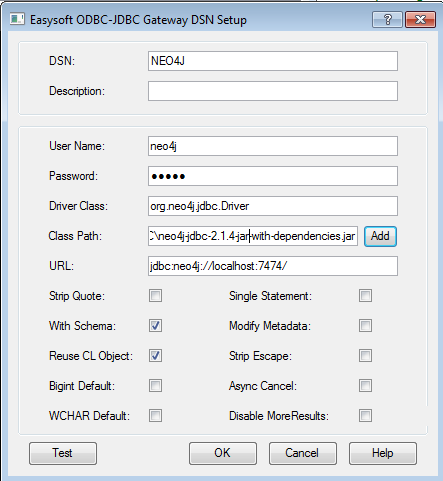 Easysoft ODBC-JDBC Gateway DSN Setup
DSN: NEO4J
Description:
User Name: neo4j
Password: ●●●●●
Driver Class: org.neo4j.jdbc.Driver
Class Path: C\neo4j-jdbc-2.1.4-jar-with-dependencies.jar Add
URL: jdbc:neo4j://localhost:7474/
Strip Quote: Single Statement:
With Schema: Modify Metadata:
Reuse CL Object: Strip Escape:
Bigint Default: Async Cancel:
WCHAR Default: Disable MoreResults:
Test OK Cancel Help